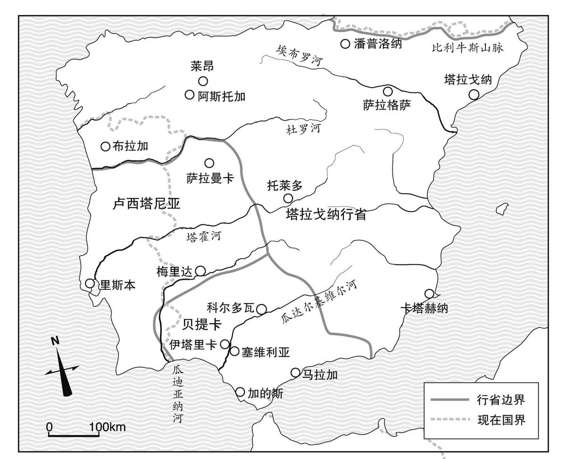 潘普洛纳
比利牛斯山脉
埃布罗河
莱昂
阿斯托加
塔拉戈纳
萨拉格萨
杜罗河
布拉加
萨拉曼卡
托莱多
卢西塔尼亚
塔拉戈纳行省
塔霍河
梅里达
里斯本
瓜达尔基维尔河
科尔多瓦
卡塔赫纳
贝提卡
伊塔里卡
塞维利亚
马拉加
加的斯
瓜迪亚纳河
N
0 100km
行省边界
现在国界